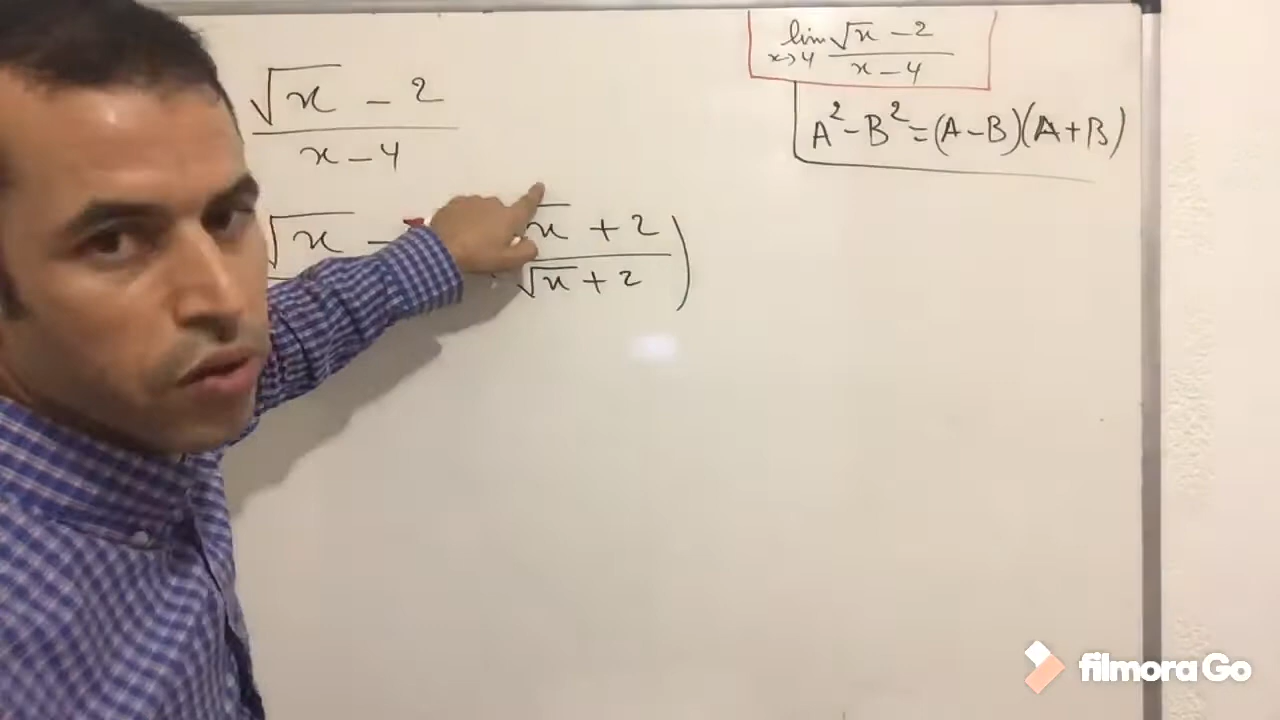 √x - 2
x - 4
√x -
x + 2
√x + 2 )
lim √x - 2
x→4 x - 4
A² - B² = (A - B)(A + B)
filmora Go